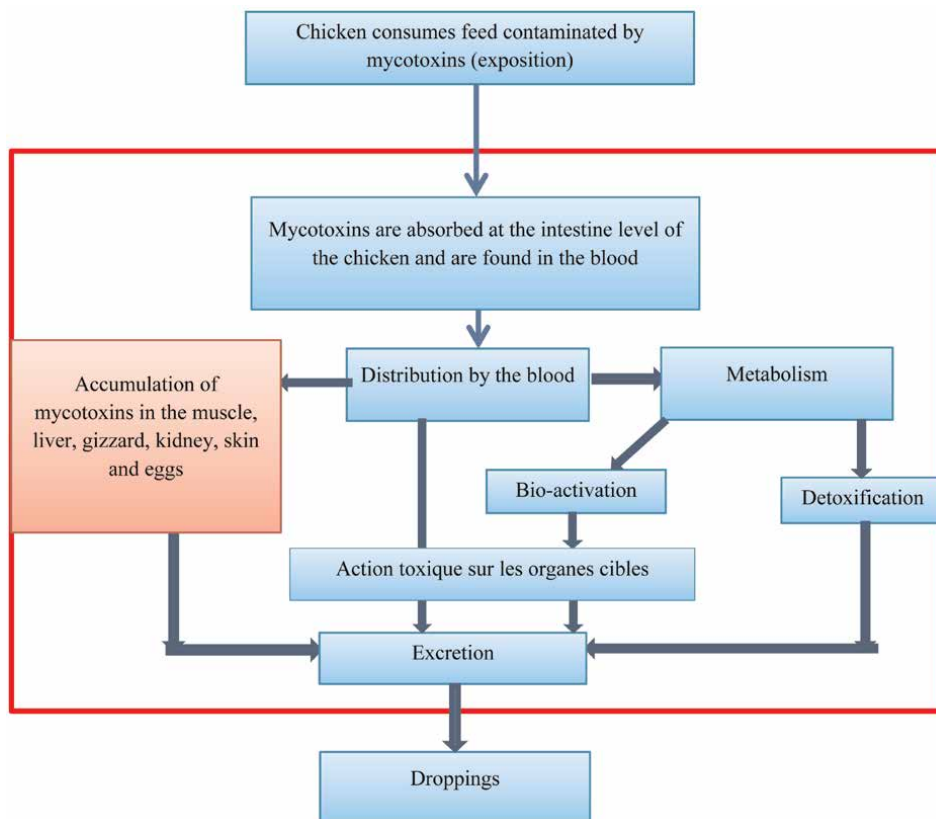 Chicken consumes feed contaminated by
mycotoxins (exposition)
Mycotoxins are absorbed at the intestine level of
the chicken and are found in the blood
Accumulation of
mycotoxins in the muscle,
liver, gizzard, kidney, skin
and eggs
Distribution by the blood
Metabolism
Bio-activation
Detoxification
Action toxique sur les organes cibles
Excretion
Droppings